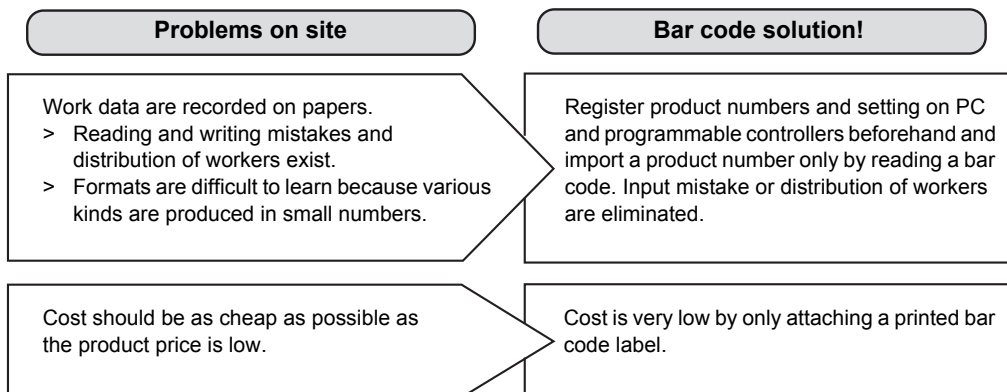 Problems on site
Bar code solution!
Work data are recorded on papers.
> Reading and writing mistakes and
distribution of workers exist.
> Formats are difficult to learn because various
kinds are produced in small numbers.
Register product numbers and setting on PC
and programmable controllers beforehand and
import a product number only by reading a bar
code. Input mistake or distribution of workers
are eliminated.
Cost should be as cheap as possible as
the product price is low.
Cost is very low by only attaching a printed bar
code label.